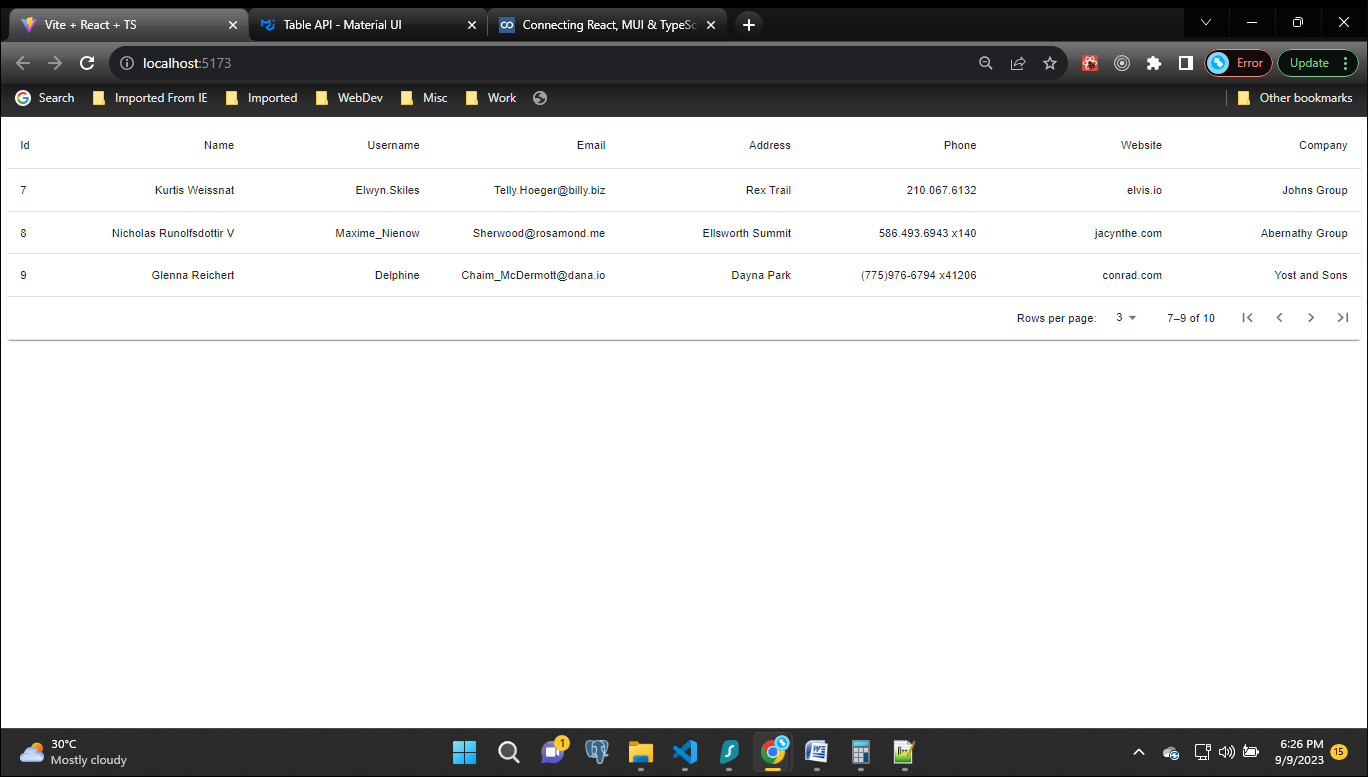 Vite + React + TS
Table API - Material UI
Connecting React, MUI & TypeSc
localhost:5173
Error
Update
Search
Imported From IE
Imported
WebDev
Misc
Work
Other bookmarks
Id Name Username Email Address Phone Website Company
7 Kurtis Weissnat Elwyn.Skiles Telly.Hoeger@billy.biz Rex Trail 210.067.6132 elvis.io Johns Group
8 Nicholas Runolfsdottir V Maxime_Nienow Sherwood@rosamond.me Ellsworth Summit 586.493.6943 x140 jacynthe.com Abernathy Group
9 Glenna Reichert Delphine Chaim_McDermott@dana.io Dayna Park (775)976-6794 x41206 conrad.com Yost and Sons
Rows per page: 3 7–9 of 10
30°C
Mostly cloudy
1
6:26 PM
9/9/2023
15